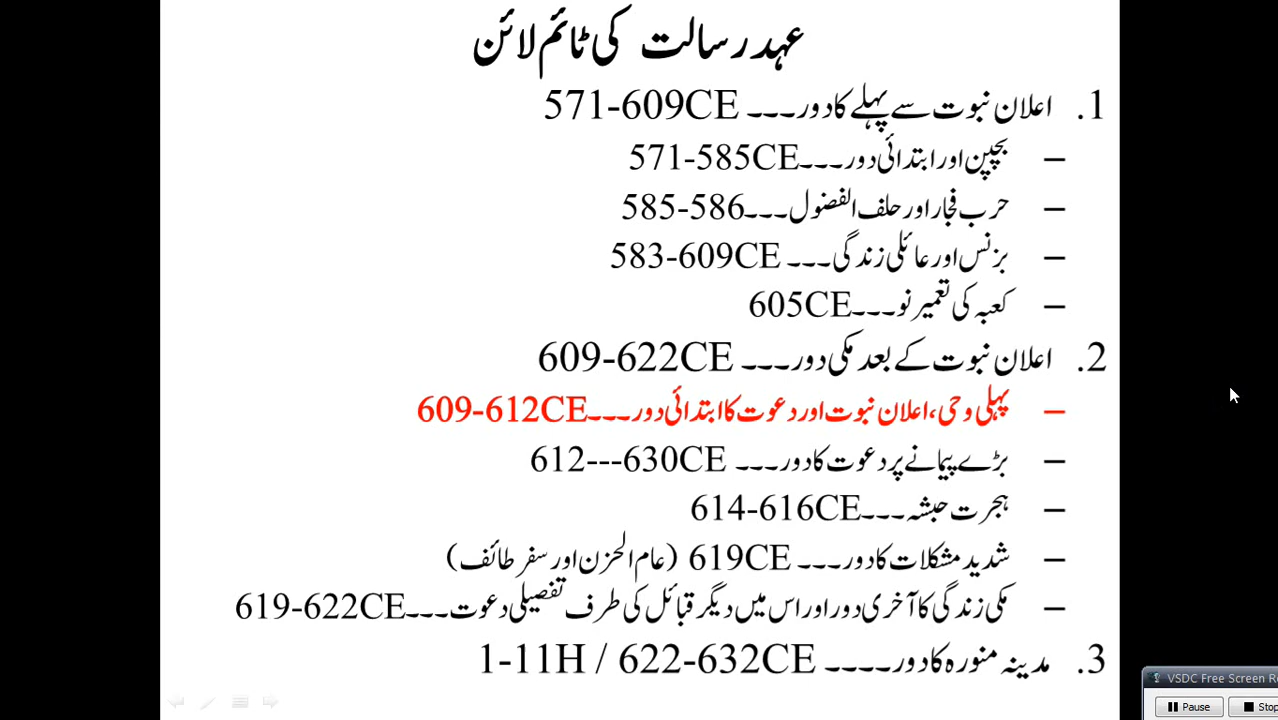 عہد رسالت کی ٹائم لائن
1. اعلان نبوت سے پہلے کا دور۔۔۔ 571-609CE
– بچپن اور ابتدائی دور۔۔۔571-585CE
– حرب فجار اور حلف الفضول۔۔۔585-586
– بزنس اور عائلی زندگی۔۔۔ 583-609CE
– کعبہ کی تعمیر نو۔۔۔605CE
2. اعلان نبوت کے بعد مکی دور۔۔۔ 609-622CE
– پہلی وحی، اعلان نبوت اور دعوت کا ابتدائی دور۔۔۔609-612CE
– بڑے پیمانے پر دعوت کا دور۔۔۔ 612---630CE
– ہجرت حبشہ۔۔۔614-616CE
– شدید مشکلات کا دور۔۔۔ 619CE (عام الحزن اور سفر طائف)
– مکی زندگی کا آخری دور اور اس میں دیگر قبائل کی طرف تفصیلی دعوت۔۔۔619-622CE
3. مدینہ منورہ کا دور۔۔۔۔ 1-11H / 622-632CE
VSDC Free Screen Re
Pause Stop